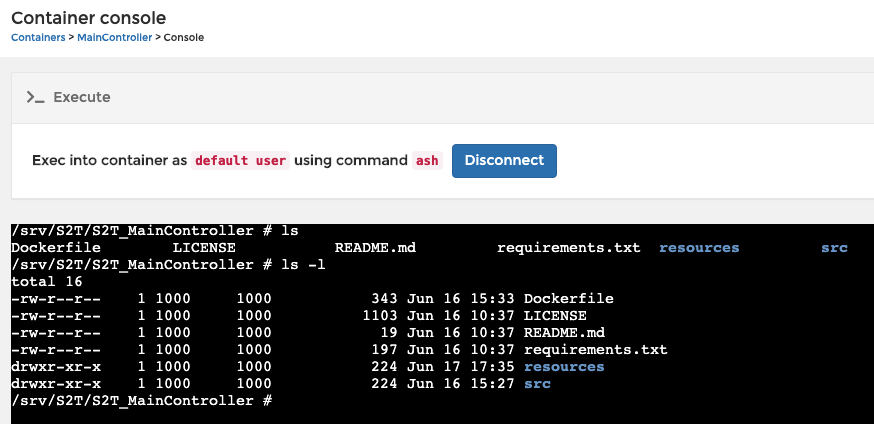 Container console
Containers > MainController > Console
>_ Execute
Exec into container as default user using command ash Disconnect
/srv/S2T/S2T_MainController # ls
Dockerfile        LICENSE           README.md         requirements.txt  resources         src
/srv/S2T/S2T_MainController # ls -l
total 16
-rw-r--r--    1 1000     1000           343 Jun 16 15:33 Dockerfile
-rw-r--r--    1 1000     1000          1103 Jun 16 10:37 LICENSE
-rw-r--r--    1 1000     1000            19 Jun 16 10:37 README.md
-rw-r--r--    1 1000     1000           197 Jun 16 10:37 requirements.txt
drwxr-xr-x    1 1000     1000           224 Jun 17 17:35 resources
drwxr-xr-x    1 1000     1000           224 Jun 16 15:27 src
/srv/S2T/S2T_MainController #